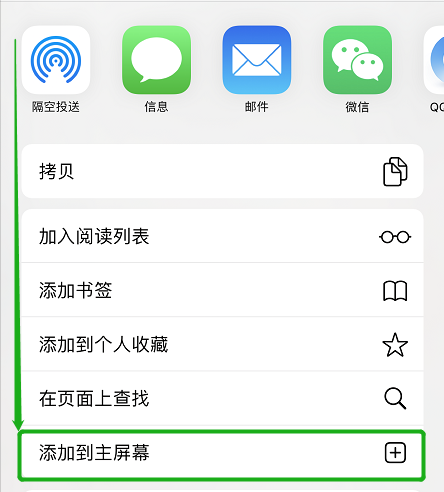 隔空投送 信息 邮件 微信 QQ
拷贝
加入阅读列表
添加书签
添加到个人收藏
在页面上查找
添加到主屏幕